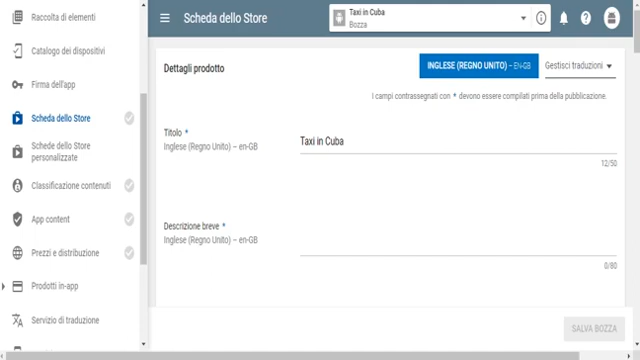 Raccolta di elementi
Catalogo dei dispositivi
Firma dell'app
Scheda dello Store
Schede dello Store
personalizzate
Classificazione contenuti
App content
Prezzi e distribuzione
Prodotti in-app
Servizio di traduzione
Scheda dello Store
Taxi in Cuba
Bozza
Dettagli prodotto
INGLESE (REGNO UNITO) – EN-GB
Gestisci traduzioni
I campi contrassegnati con * devono essere compilati prima della pubblicazione.
Titolo *
Inglese (Regno Unito) – en-GB
Taxi in Cuba
12/50
Descrizione breve *
Inglese (Regno Unito) – en-GB
0/80
SALVA BOZZA